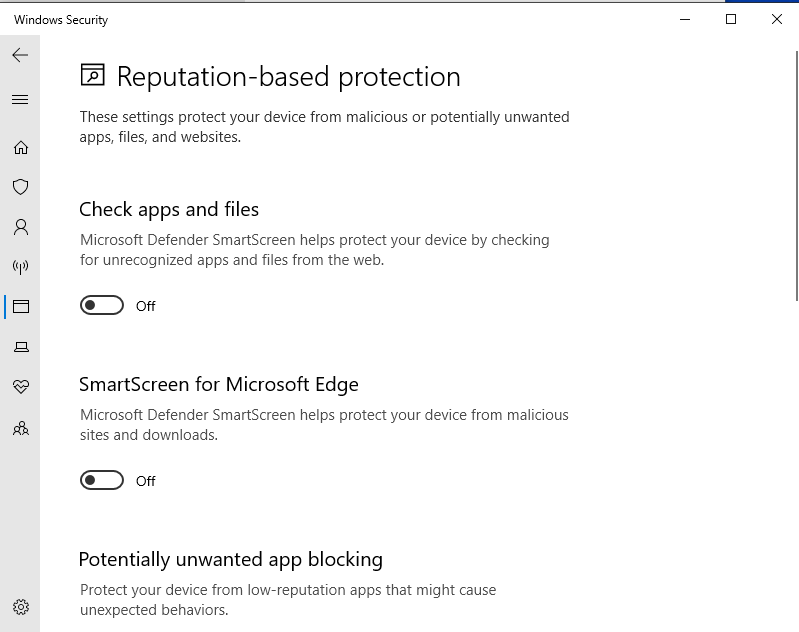 Windows Security
Reputation-based protection
These settings protect your device from malicious or potentially unwanted
apps, files, and websites.
Check apps and files
Microsoft Defender SmartScreen helps protect your device by checking
for unrecognized apps and files from the web.
Off
SmartScreen for Microsoft Edge
Microsoft Defender SmartScreen helps protect your device from malicious
sites and downloads.
Off
Potentially unwanted app blocking
Protect your device from low-reputation apps that might cause
unexpected behaviors.